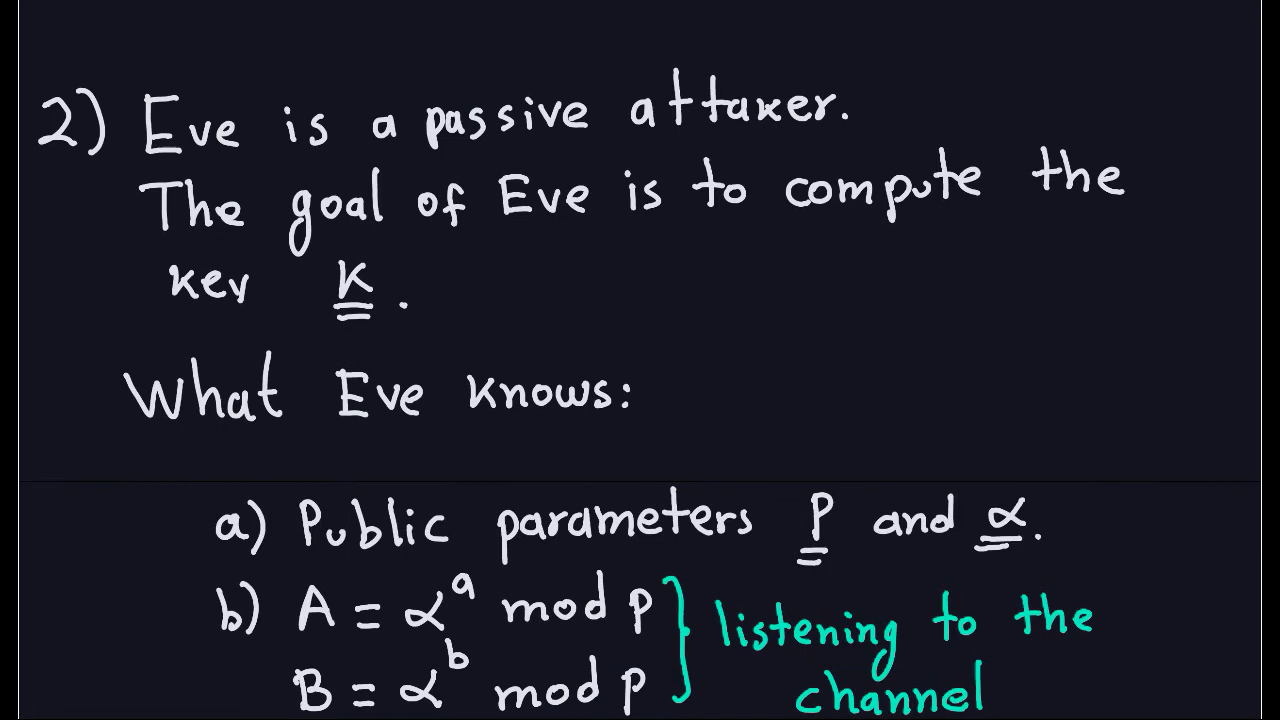 2) Eve is a passive attaker.
The goal of Eve is to compute the
key K.
What Eve knows:
a) Public parameters P and α.
b) A = α^a mod p } listening to the
B = α^b mod p channel